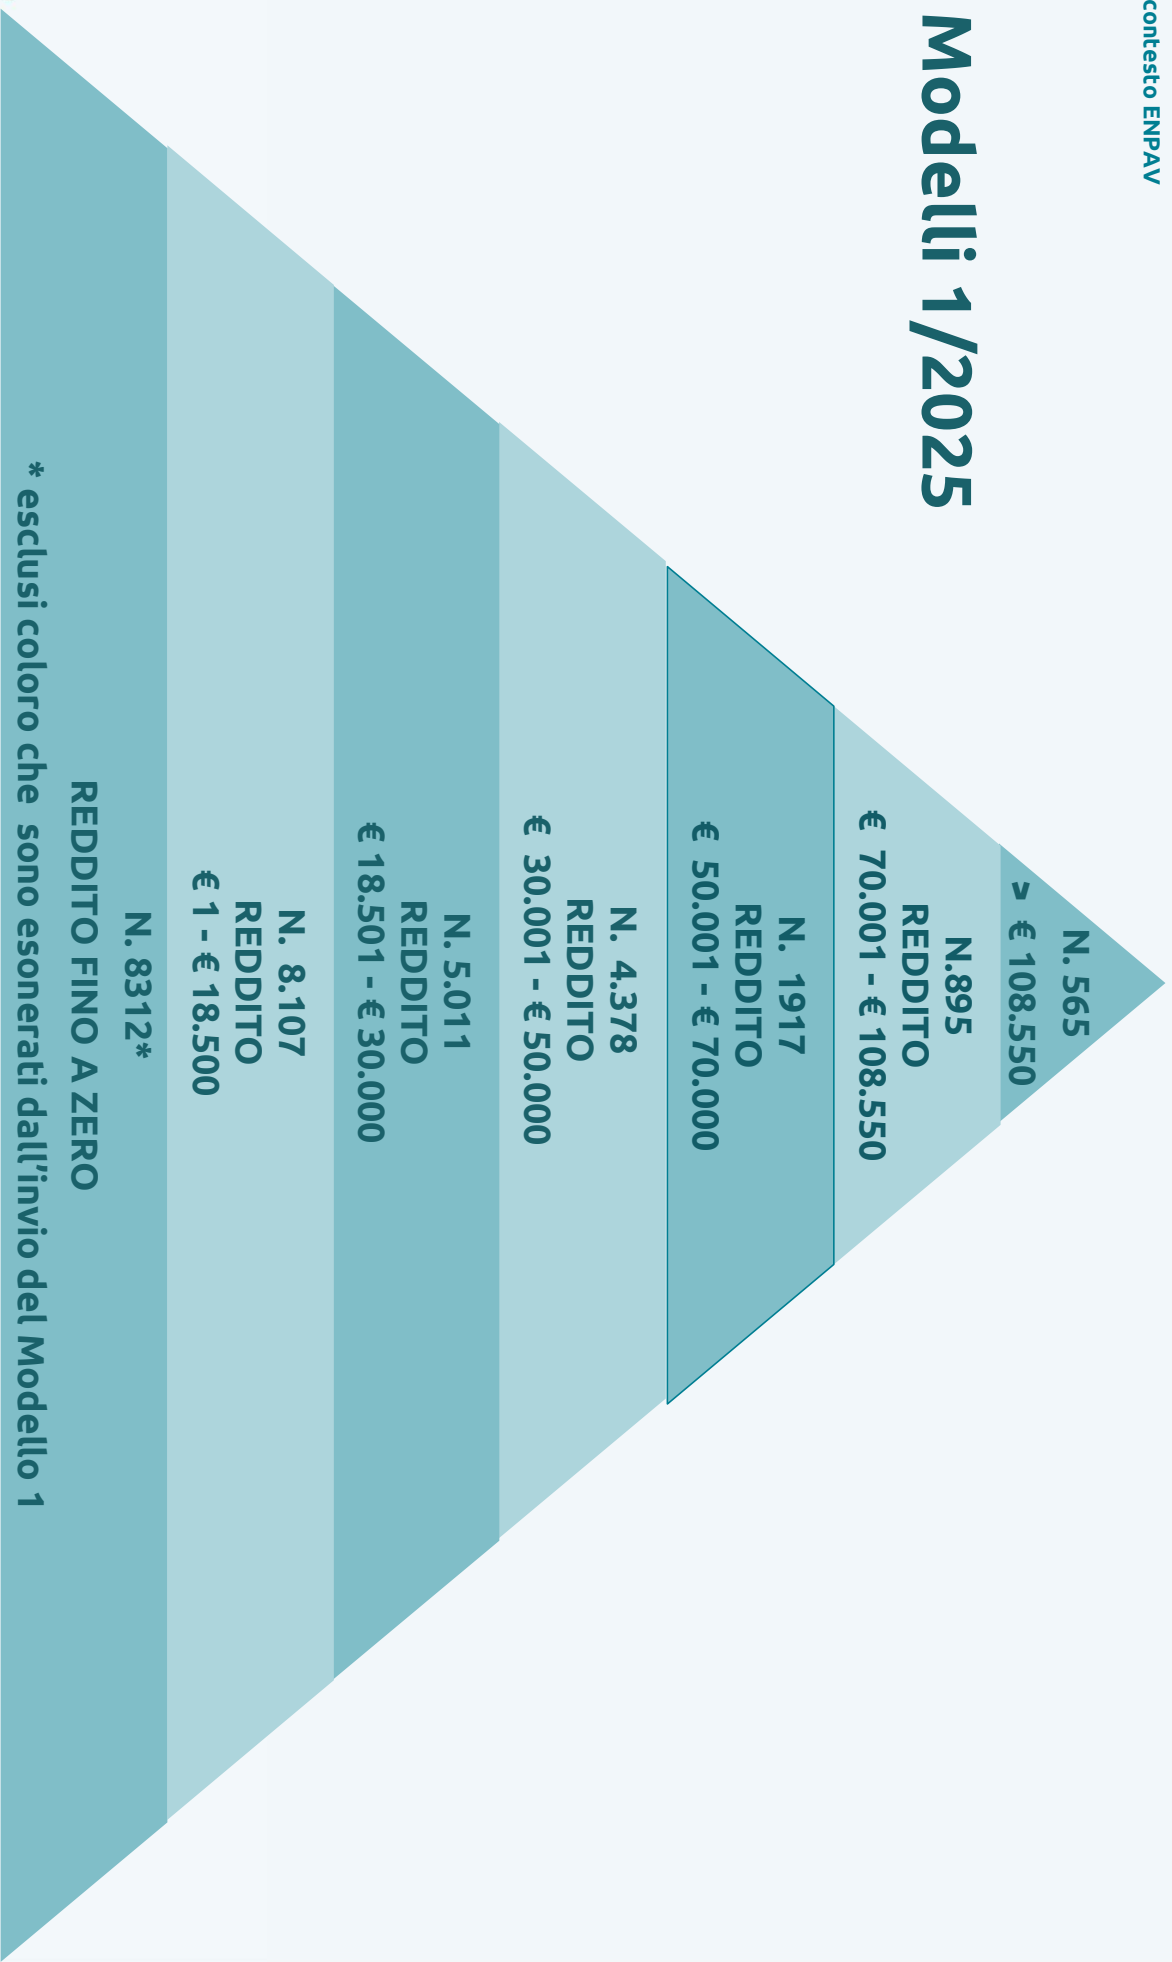 contesto ENPAV
Modelli 1/2025
N. 565
> € 108.550
N.895
REDDITO
€ 70.001 - € 108.550
N. 1917
REDDITO
€ 50.001 - € 70.000
N. 4.378
REDDITO
€ 30.001 - € 50.000
N. 5.011
REDDITO
€ 18.501 - € 30.000
N. 8.107
REDDITO
€ 1 - € 18.500
N. 8312*
REDDITO FINO A ZERO
* esclusi coloro che sono esonerati dall'invio del Modello 1